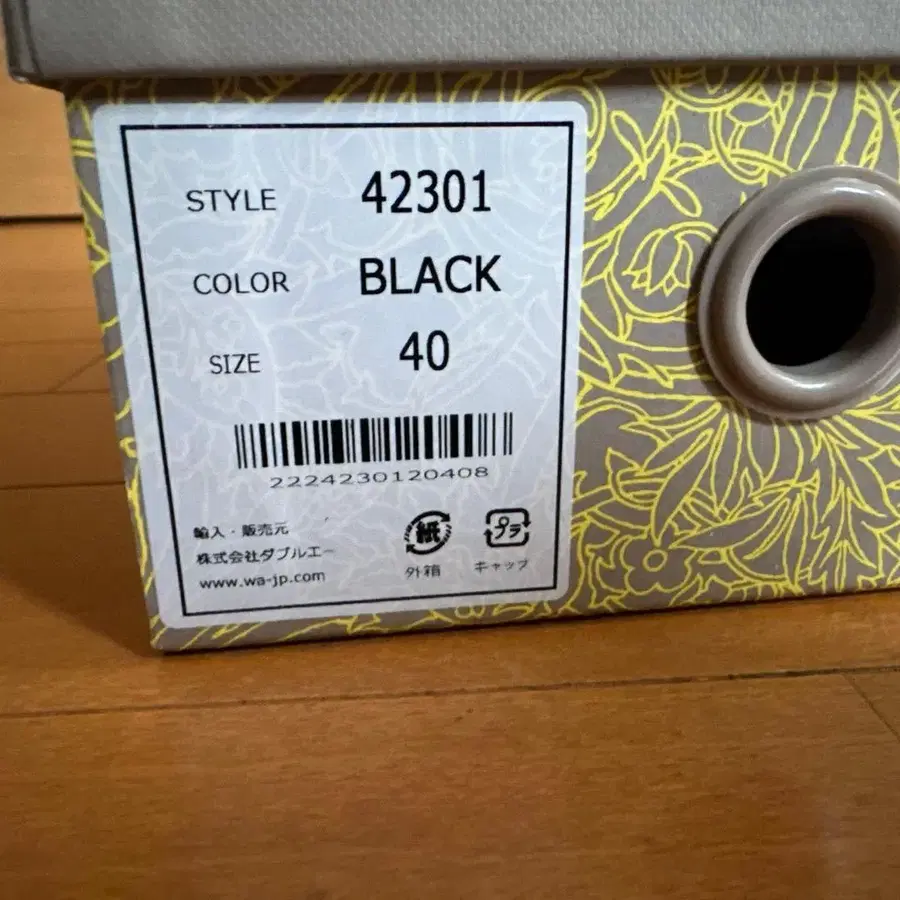 STYLE 42301
COLOR BLACK
SIZE 40
2224230120408
輸入・販売元
株式会社ダブルエー
www.wa-jp.com
紙
外箱
プラ
キャップ